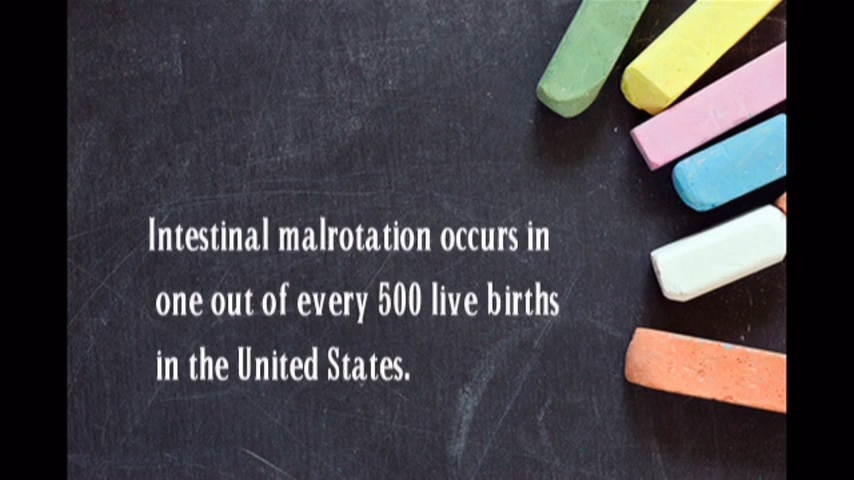 Intestinal malrotation occurs in
one out of every 500 live births
in the United States.